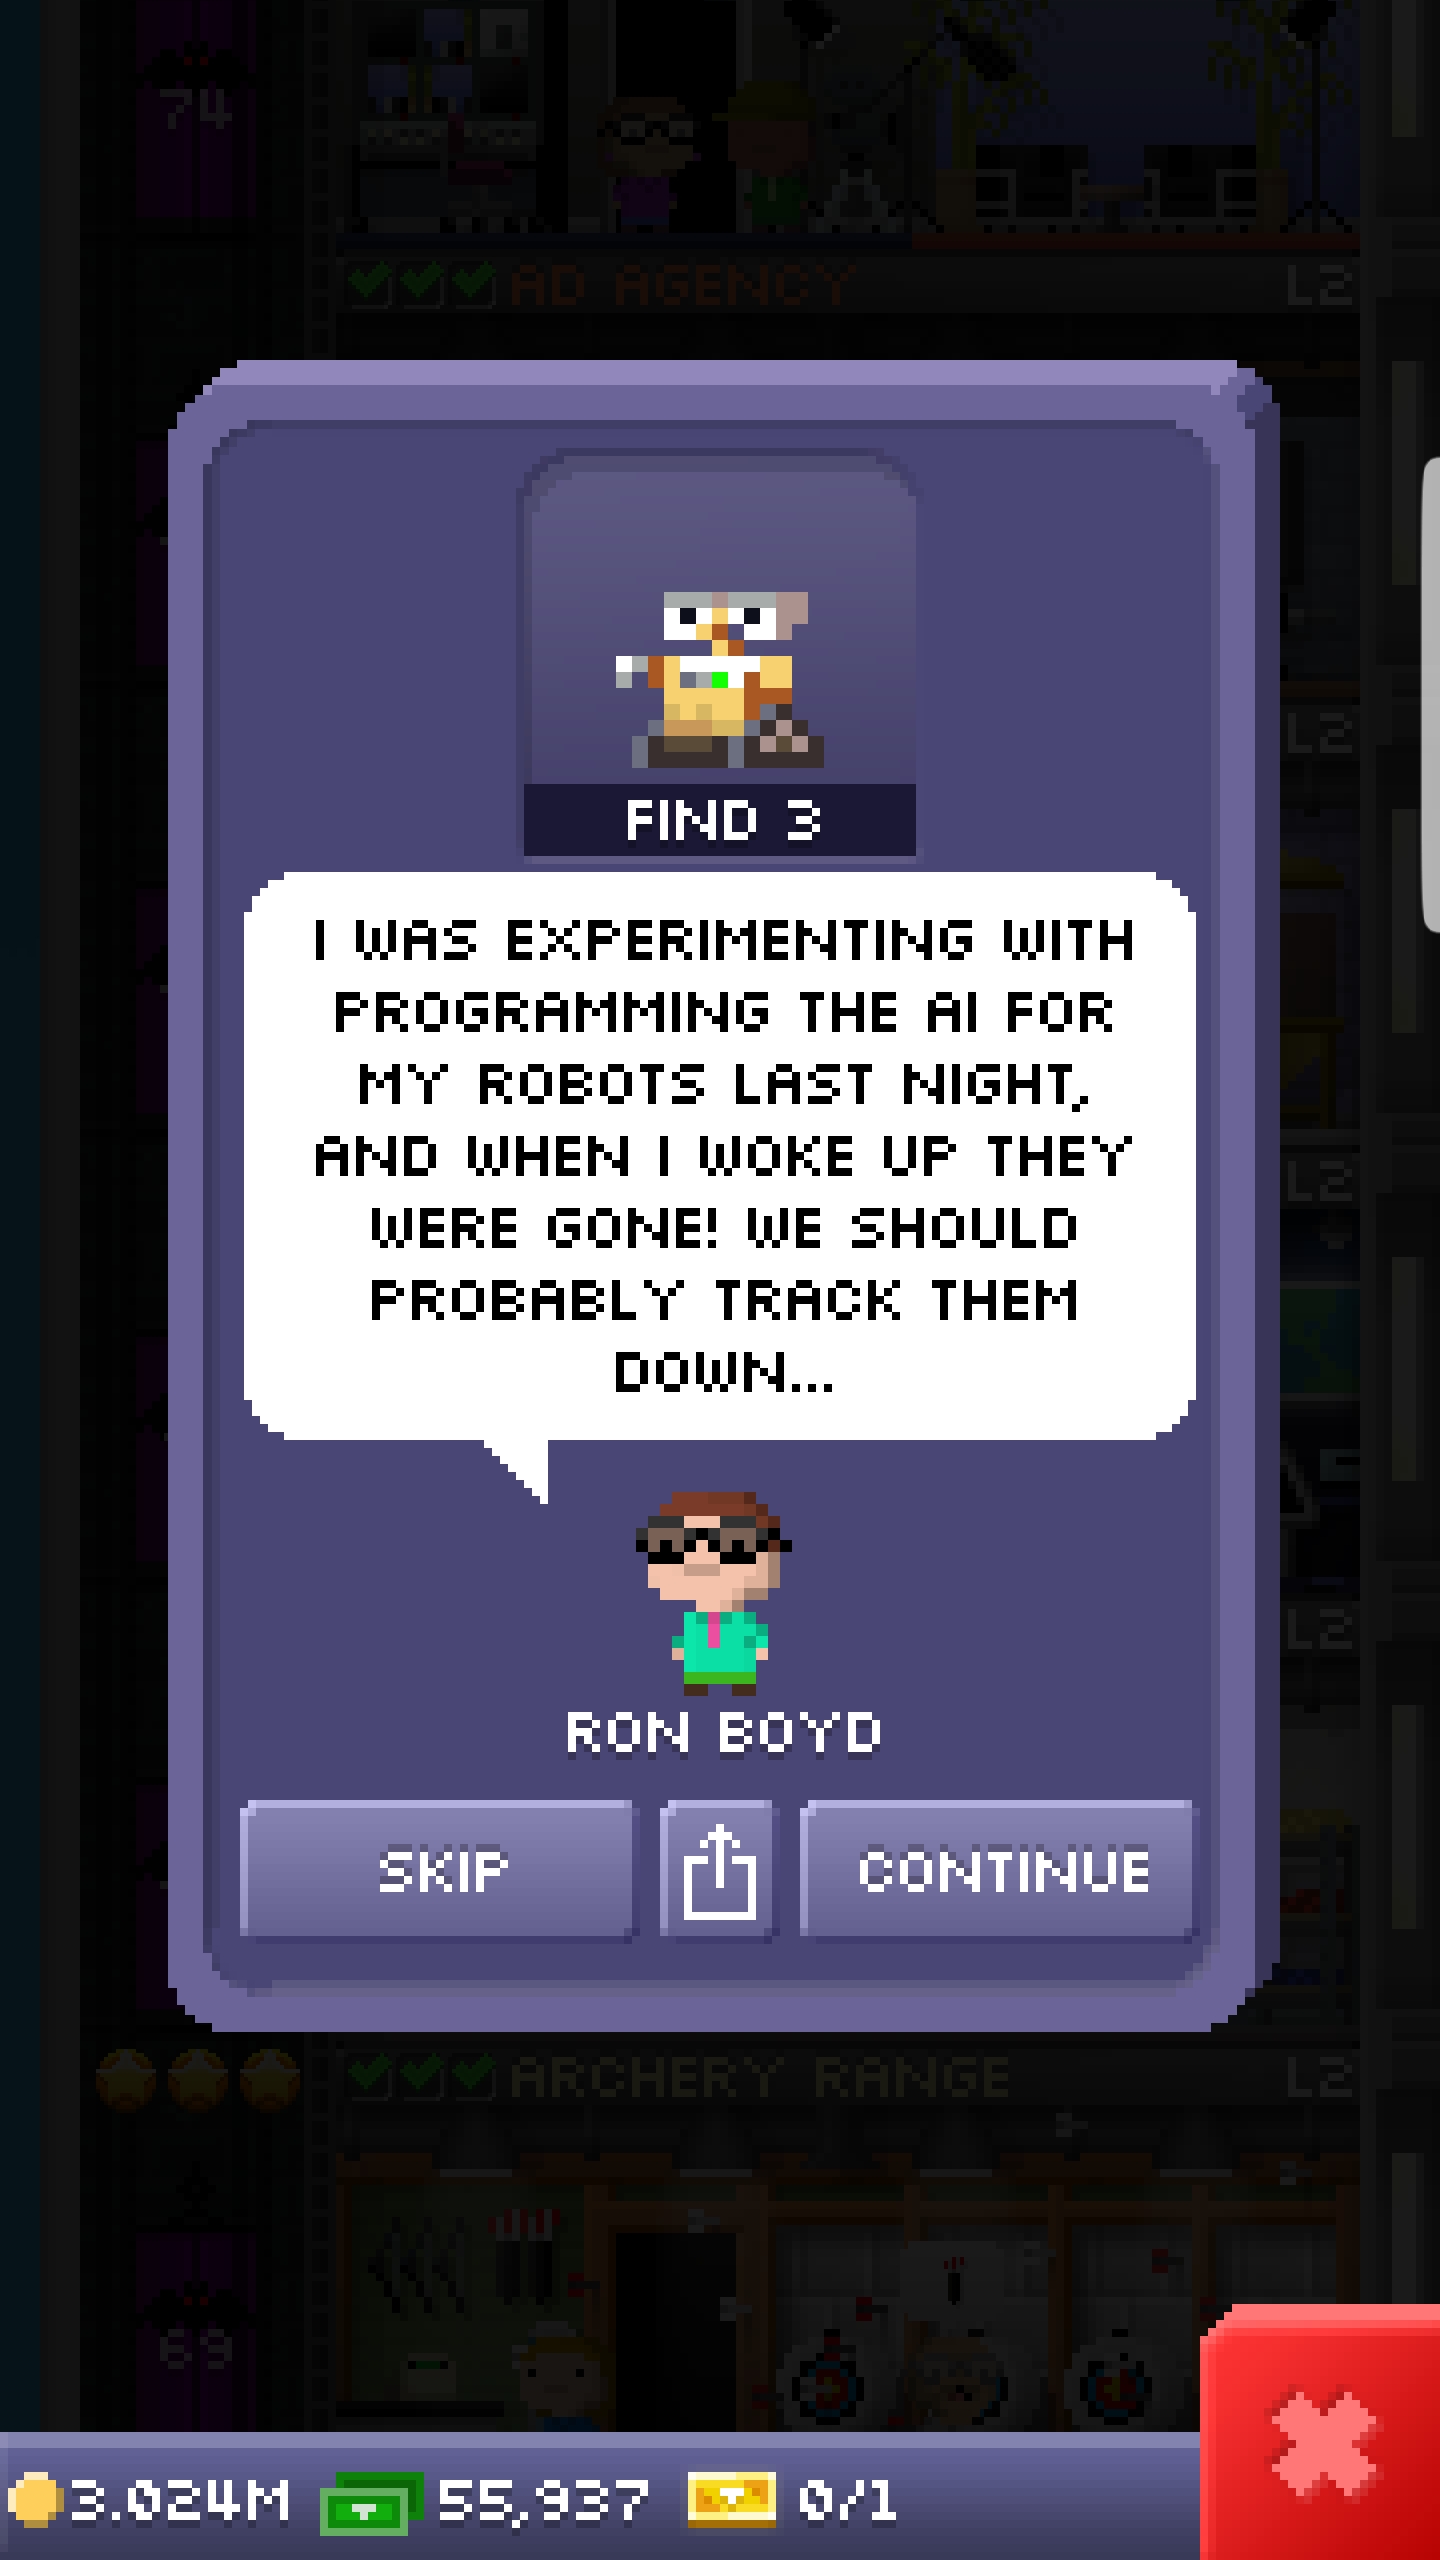 74
AD AGENCY
L2
FIND 3
I WAS EXPERIMENTING WITH
PROGRAMMING THE AI FOR
MY ROBOTS LAST NIGHT,
AND WHEN I WOKE UP THEY
WERE GONE! WE SHOULD
PROBABLY TRACK THEM
DOWN...
L2
L2
L2
RON BOYD
SKIP
CONTINUE
ARCHERY RANGE
L2
69
3.024M
55,937
0/1